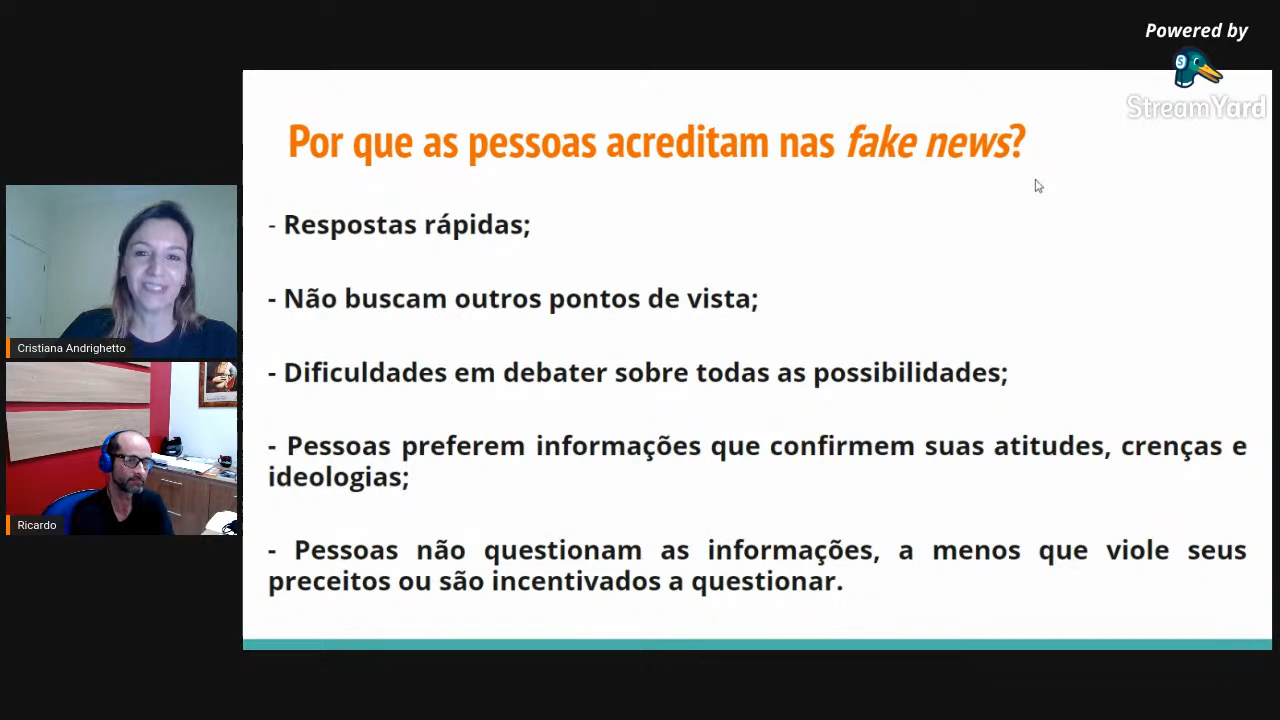 Powered by
StreamYard
Por que as pessoas acreditam nas fake news?
- Respostas rápidas;
- Não buscam outros pontos de vista;
- Dificuldades em debater sobre todas as possibilidades;
- Pessoas preferem informações que confirmem suas atitudes, crenças e
ideologias;
- Pessoas não questionam as informações, a menos que viole seus
preceitos ou são incentivados a questionar.
Cristiana Andrighetto
Ricardo